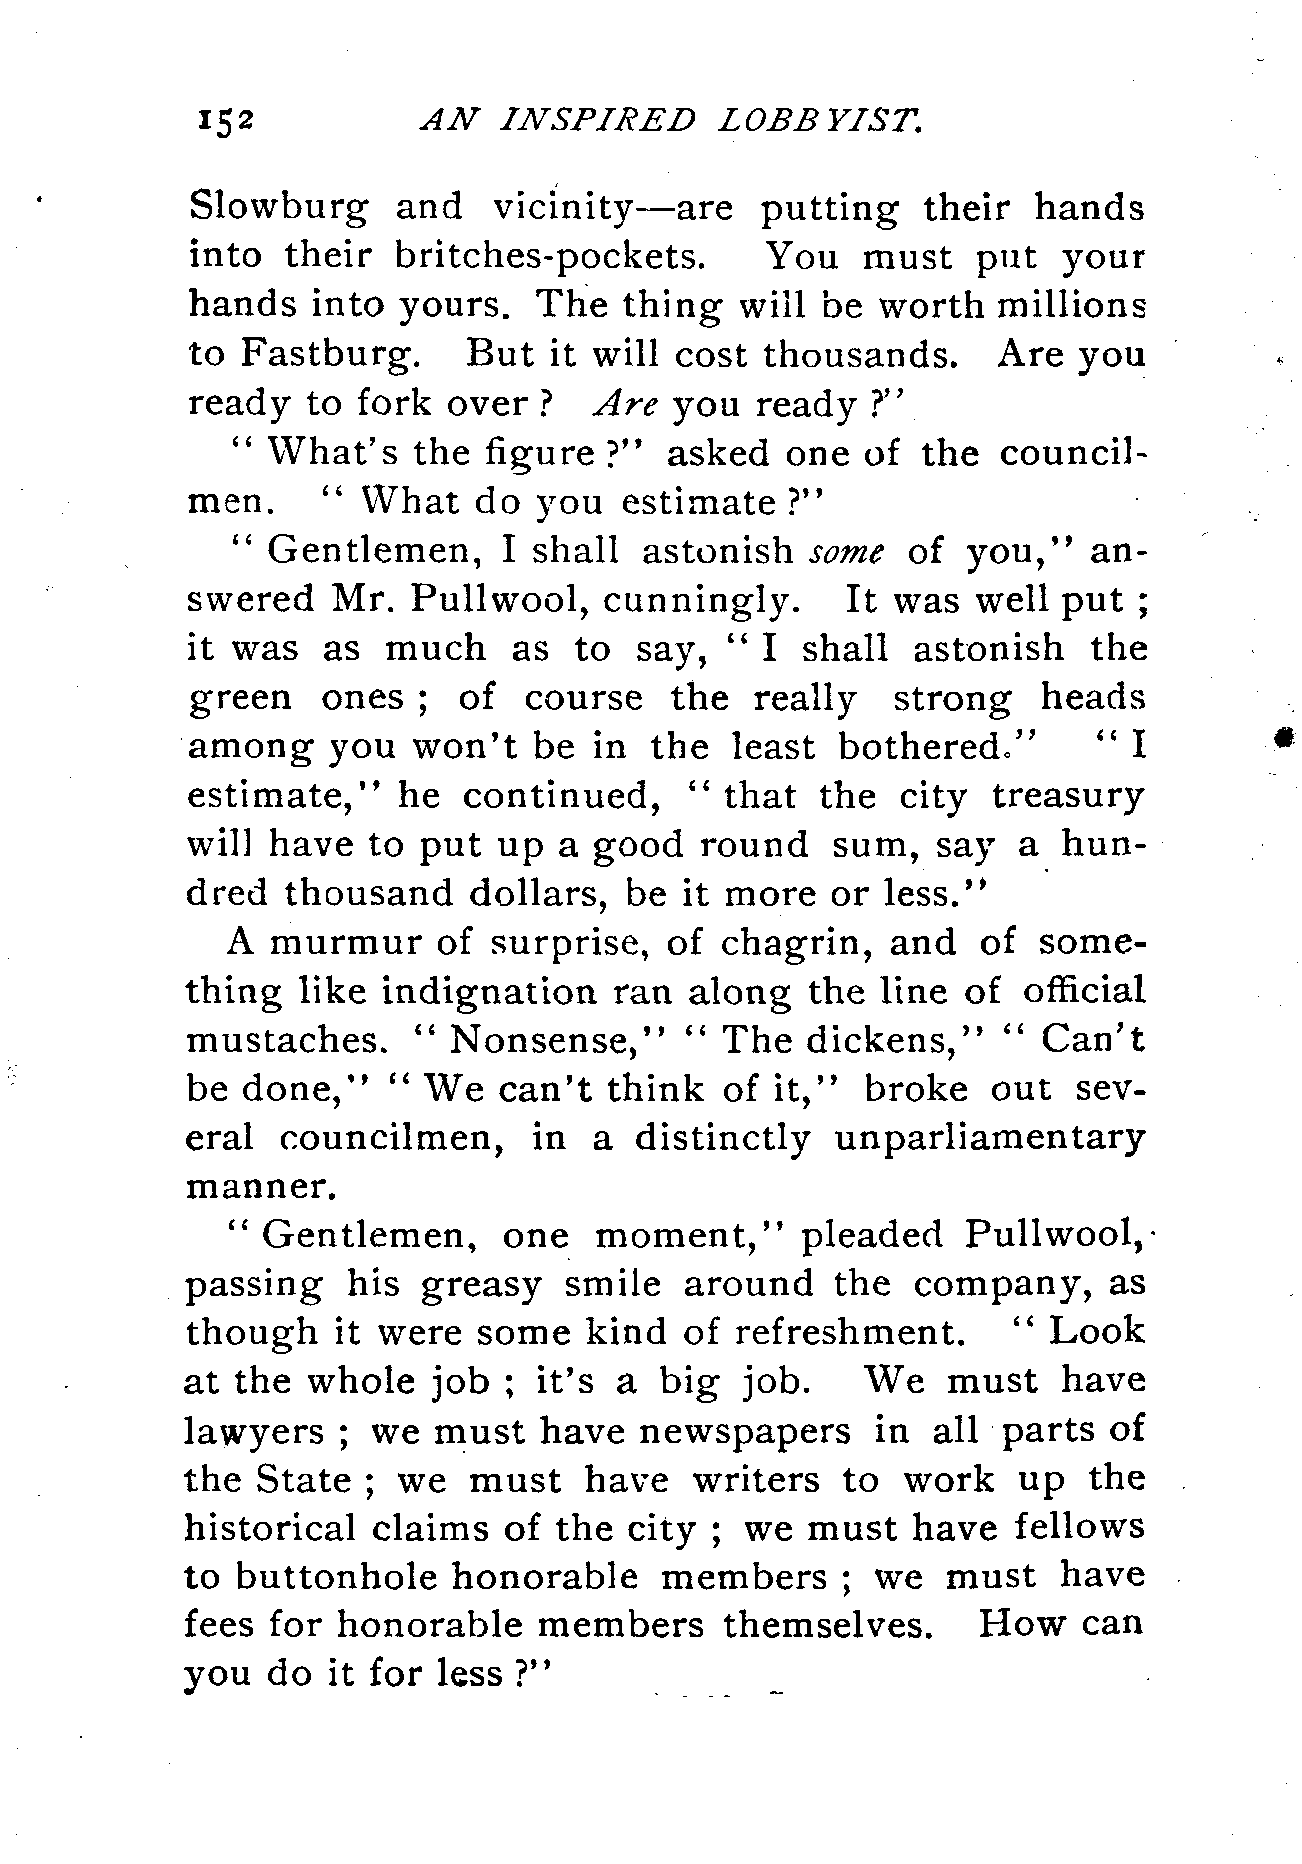 152 AN INSPIRED LOBBYIST.
Slowburg and vicinity—are putting their hands
into their britches-pockets. You must put your
hands into yours. The thing will be worth millions
to Fastburg. But it will cost thousands. Are you
ready to fork over ? Are you ready ?”
“ What’s the figure ?” asked one of the council-
men. “ What do you estimate ?”
“ Gentlemen, I shall astonish some of you,” an-
swered Mr. Pullwool, cunningly. It was well put ;
it was as much as to say, “ I shall astonish the
green ones ; of course the really strong heads
among you won’t be in the least bothered.” “ I
estimate,” he continued, “ that the city treasury
will have to put up a good round sum, say a hun-
dred thousand dollars, be it more or less.”
A murmur of surprise, of chagrin, and of some-
thing like indignation ran along the line of official
mustaches. “ Nonsense,” “ The dickens,” “ Can’t
be done,” “ We can’t think of it,” broke out sev-
eral councilmen, in a distinctly unparliamentary
manner.
“ Gentlemen, one moment,” pleaded Pullwool,
passing his greasy smile around the company, as
though it were some kind of refreshment. “ Look
at the whole job ; it’s a big job. We must have
lawyers ; we must have newspapers in all parts of
the State ; we must have writers to work up the
historical claims of the city ; we must have fellows
to buttonhole honorable members ; we must have
fees for honorable members themselves. How can
you do it for less ?”